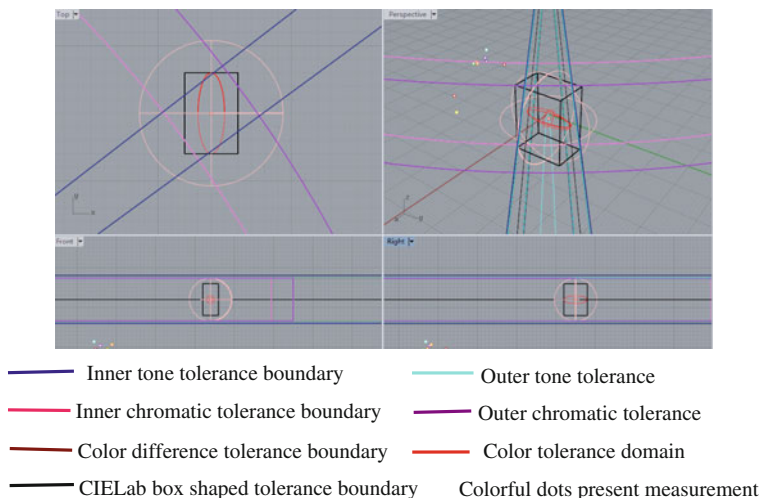 Top
Perspective
y
x
z
x
y
Front
Right
Inner tone tolerance boundary
Outer tone tolerance
Inner chromatic tolerance boundary
Outer chromatic tolerance
Color difference tolerance boundary
Color tolerance domain
CIELab box shaped tolerance boundary
Colorful dots present measurement